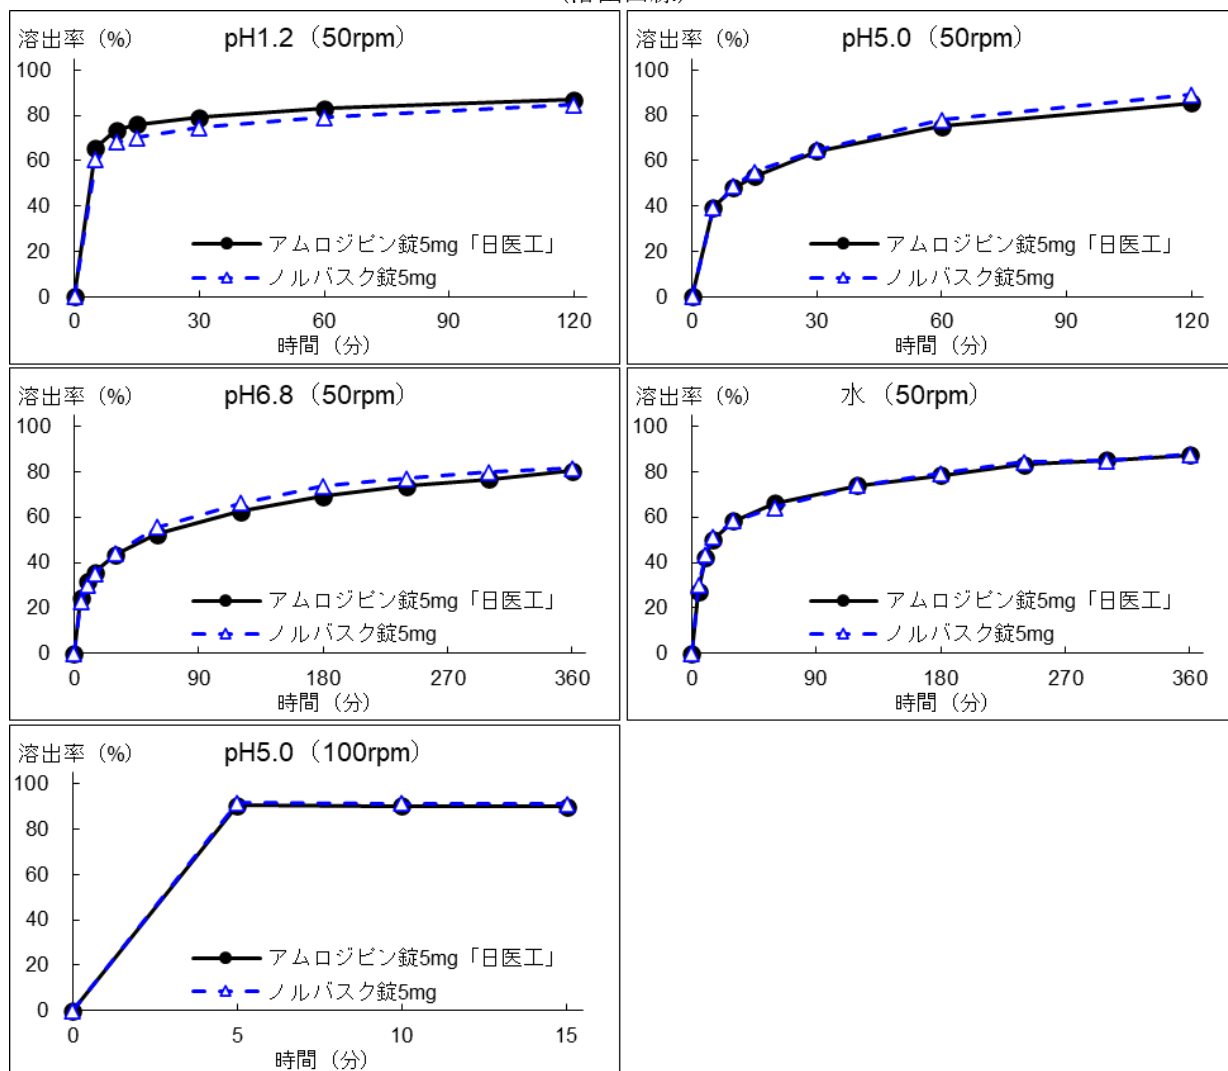 溶出率 (%) pH1.2（50rpm）
100
80
60
40
20
0
アムロジピン錠5mg「日医工」
ノルバスク錠5mg
0 30 60 90 120
時間（分）
溶出率 (%) pH5.0（50rpm）
100
80
60
40
20
0
アムロジピン錠5mg「日医工」
ノルバスク錠5mg
0 30 60 90 120
時間（分）
溶出率 (%) pH6.8（50rpm）
100
80
60
40
20
0
アムロジピン錠5mg「日医工」
ノルバスク錠5mg
0 90 180 270 360
時間（分）
溶出率 (%) 水（50rpm）
100
80
60
40
20
0
アムロジピン錠5mg「日医工」
ノルバスク錠5mg
0 90 180 270 360
時間（分）
溶出率 (%) pH5.0（100rpm）
100
80
60
40
20
0
アムロジピン錠5mg「日医工」
ノルバスク錠5mg
0 5 10 15
時間（分）